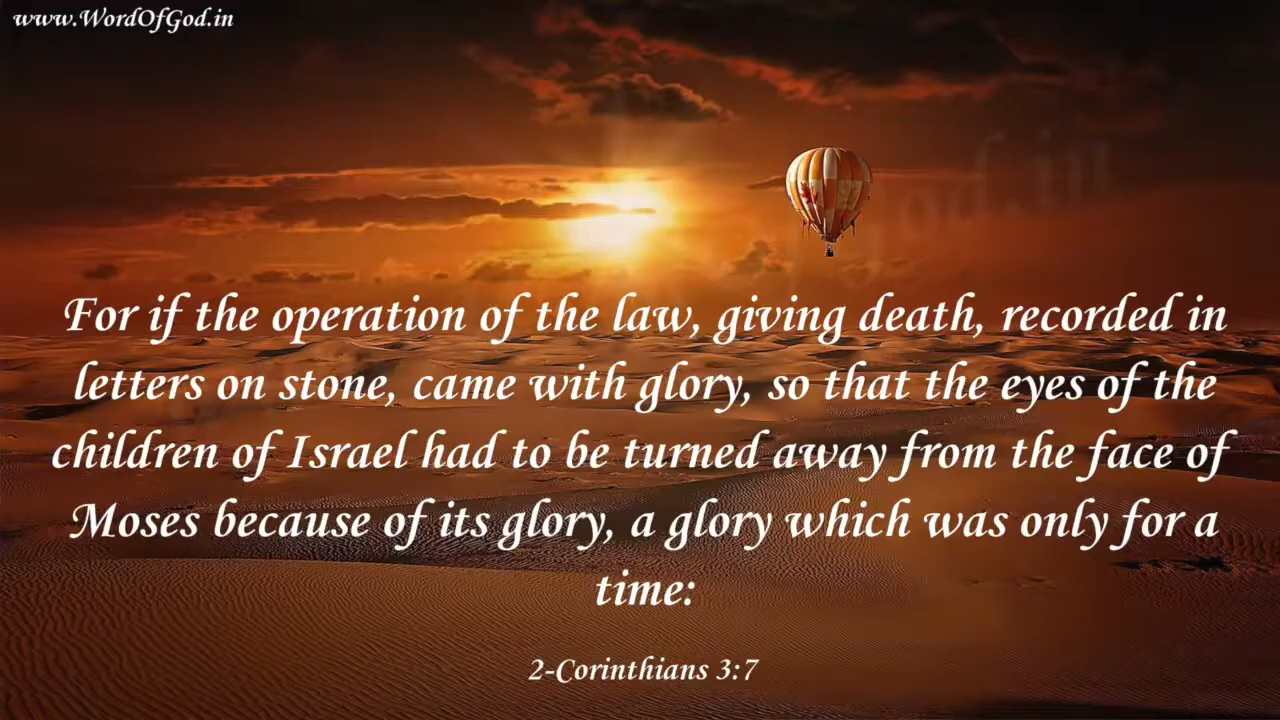 www.WordOfGod.in
For if the operation of the law, giving death, recorded in
letters on stone, came with glory, so that the eyes of the
children of Israel had to be turned away from the face of
Moses because of its glory, a glory which was only for a
time:
2-Corinthians 3:7